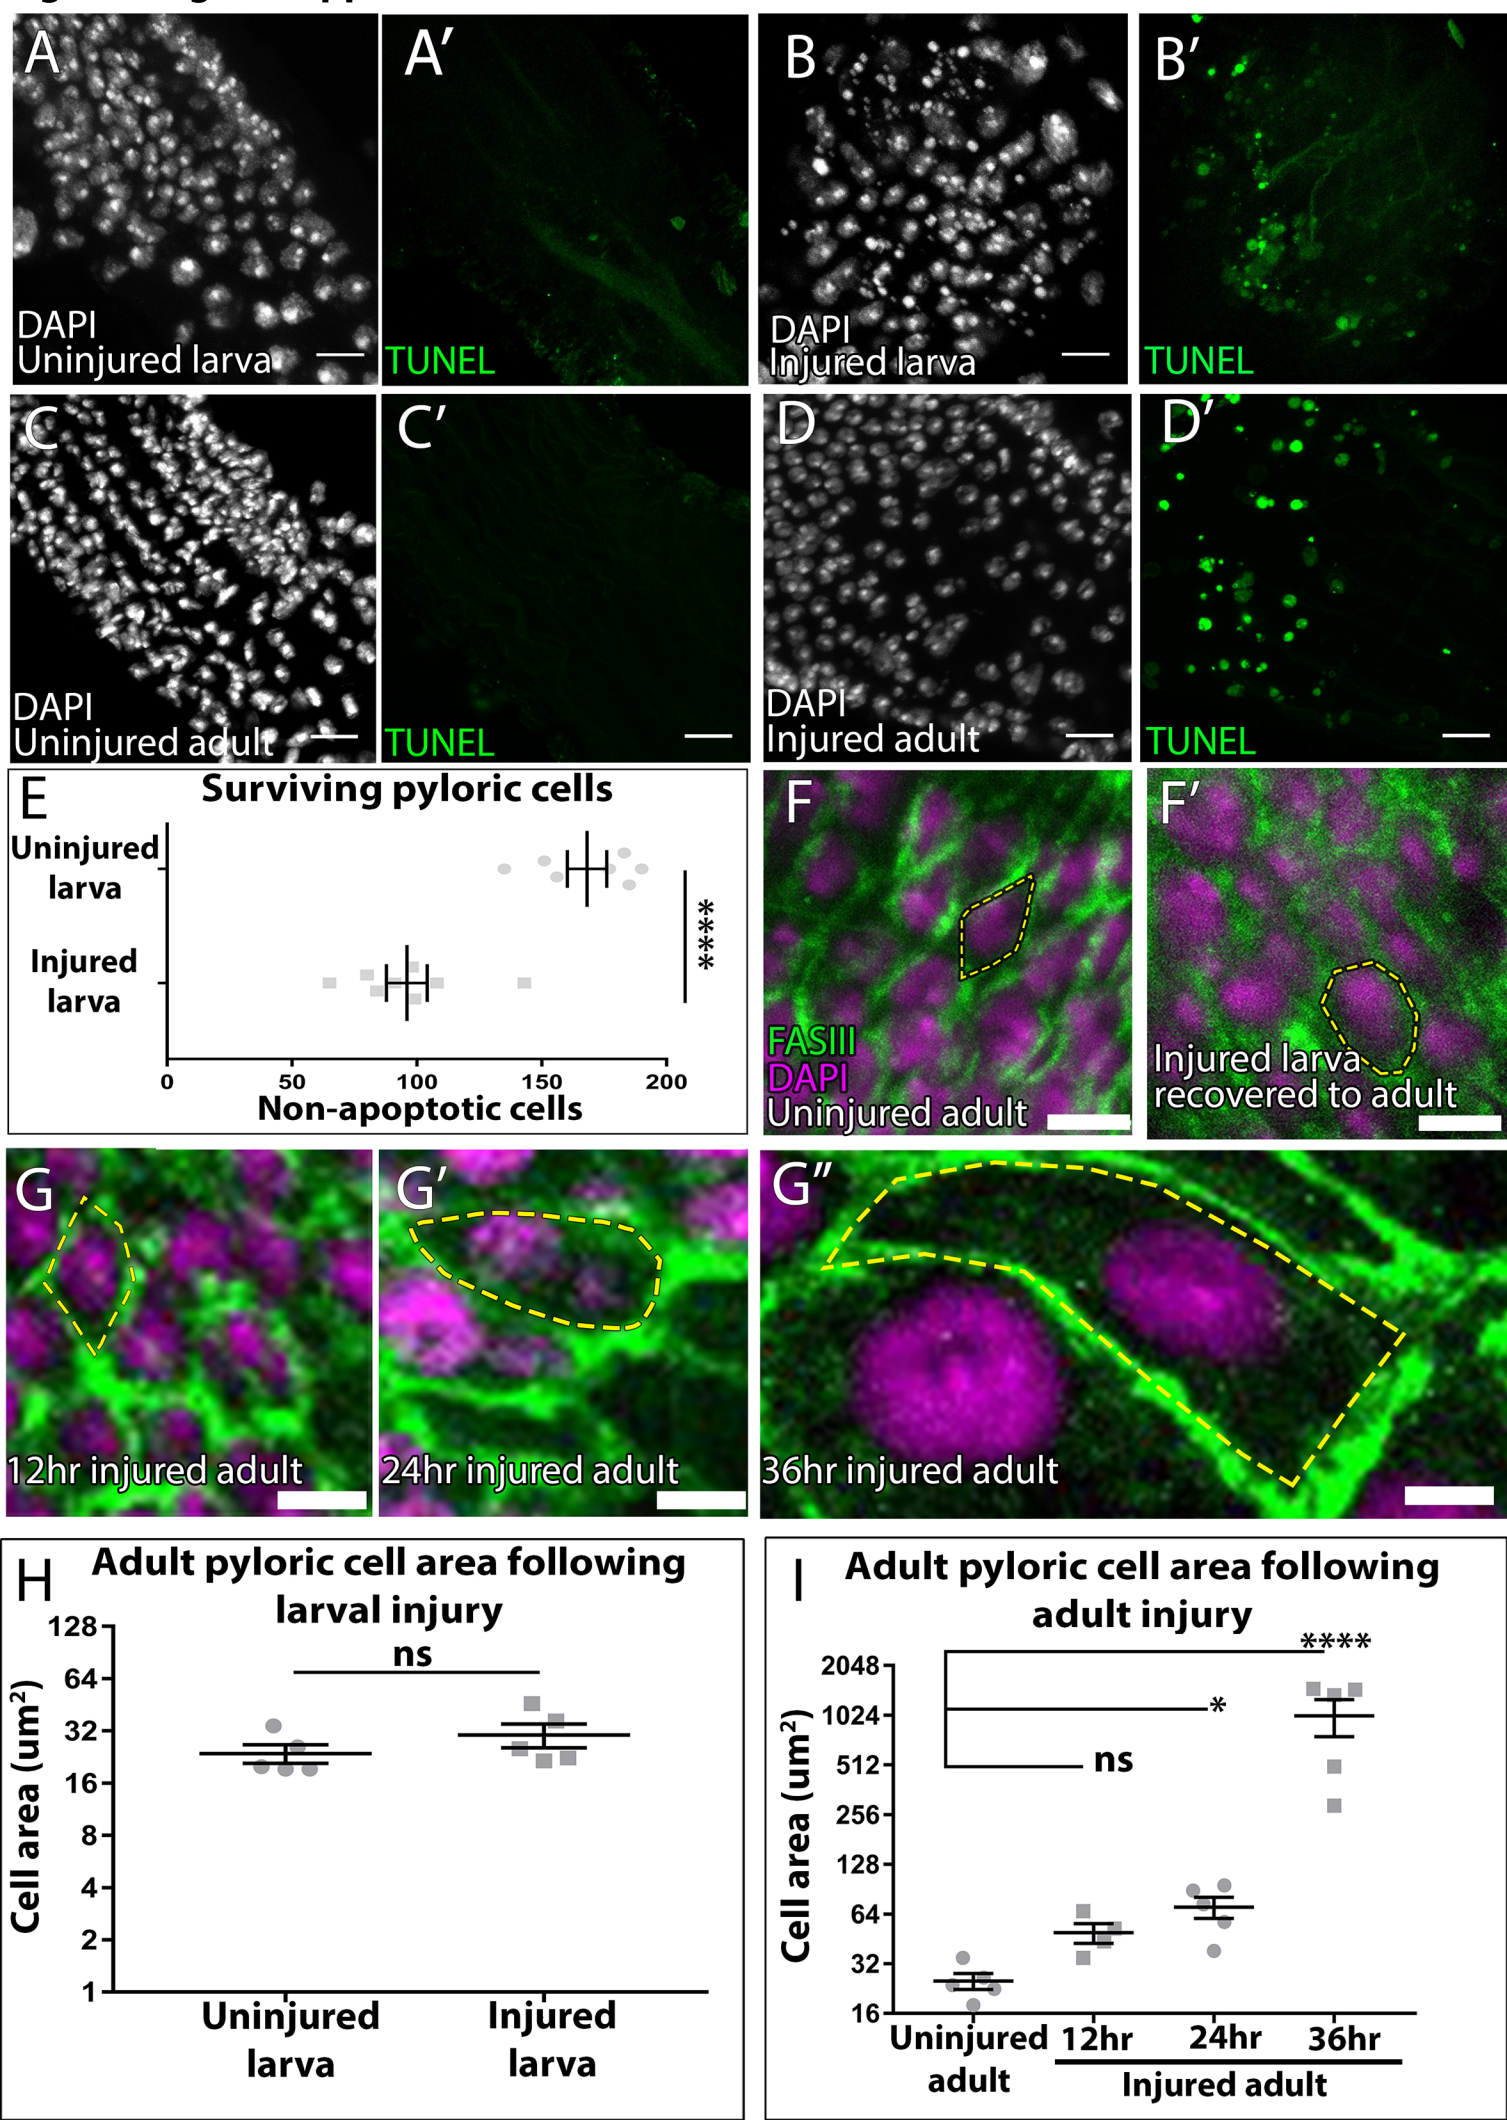 A
A′
B
B′
DAPI
Uninjured larva
TUNEL
DAPI
Injured larva
TUNEL
C
C′
D
D′
DAPI
Uninjured adult
TUNEL
DAPI
Injured adult
TUNEL
E
Surviving pyloric cells
Uninjured
larva
Injured
larva
****
0 50 100 150 200
Non-apoptotic cells
F
FASIII
DAPI
Uninjured adult
F′
Injured larva
recovered to adult
G
12hr injured adult
G′
24hr injured adult
G″
36hr injured adult
H
Adult pyloric cell area following
larval injury
ns
Cell area (um²)
128
64
32
16
8
4
2
1
Uninjured
larva
Injured
larva
I
Adult pyloric cell area following
adult injury
****
*
ns
Cell area (um²)
2048
1024
512
256
128
64
32
16
Uninjured
adult
12hr 24hr 36hr
Injured adult